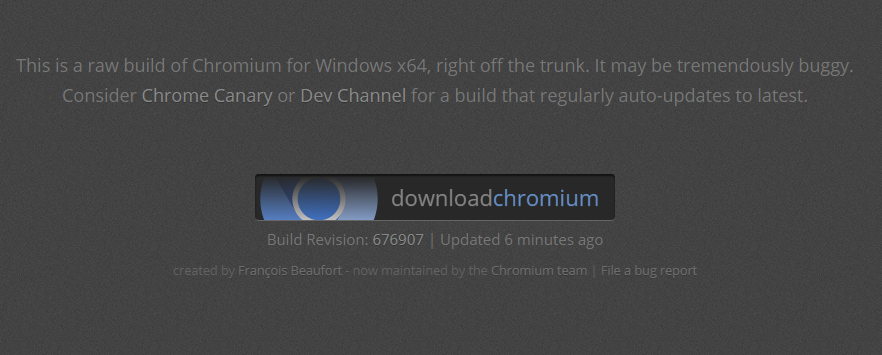 This is a raw build of Chromium for Windows x64, right off the trunk. It may be tremendously buggy.
Consider Chrome Canary or Dev Channel for a build that regularly auto-updates to latest.
downloadchromium
Build Revision: 676907 | Updated 6 minutes ago
created by François Beaufort - now maintained by the Chromium team | File a bug report